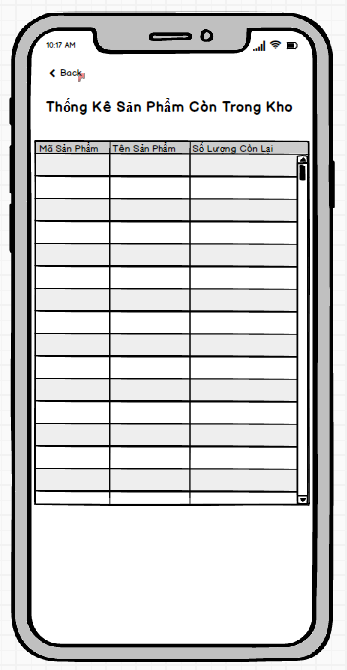 10:17 AM
Back
Thống Kê Sản Phẩm Còn Trong Kho
Mã Sản Phẩm Tên Sản Phẩm Số Lượng Còn Lại